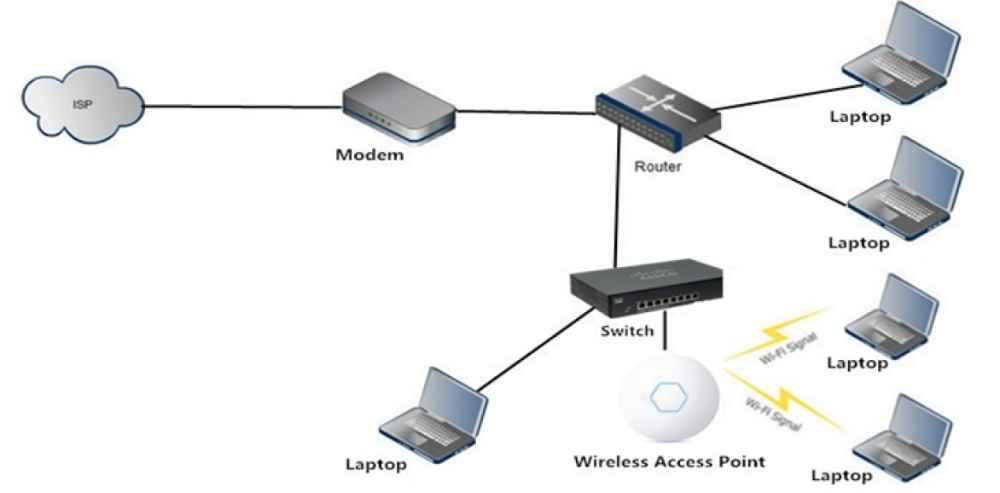 ISP
Modem
Router
Laptop
Laptop
Switch
Wi-Fi Signal
Laptop
Wi-Fi Signal
Laptop
Wireless Access Point
Laptop